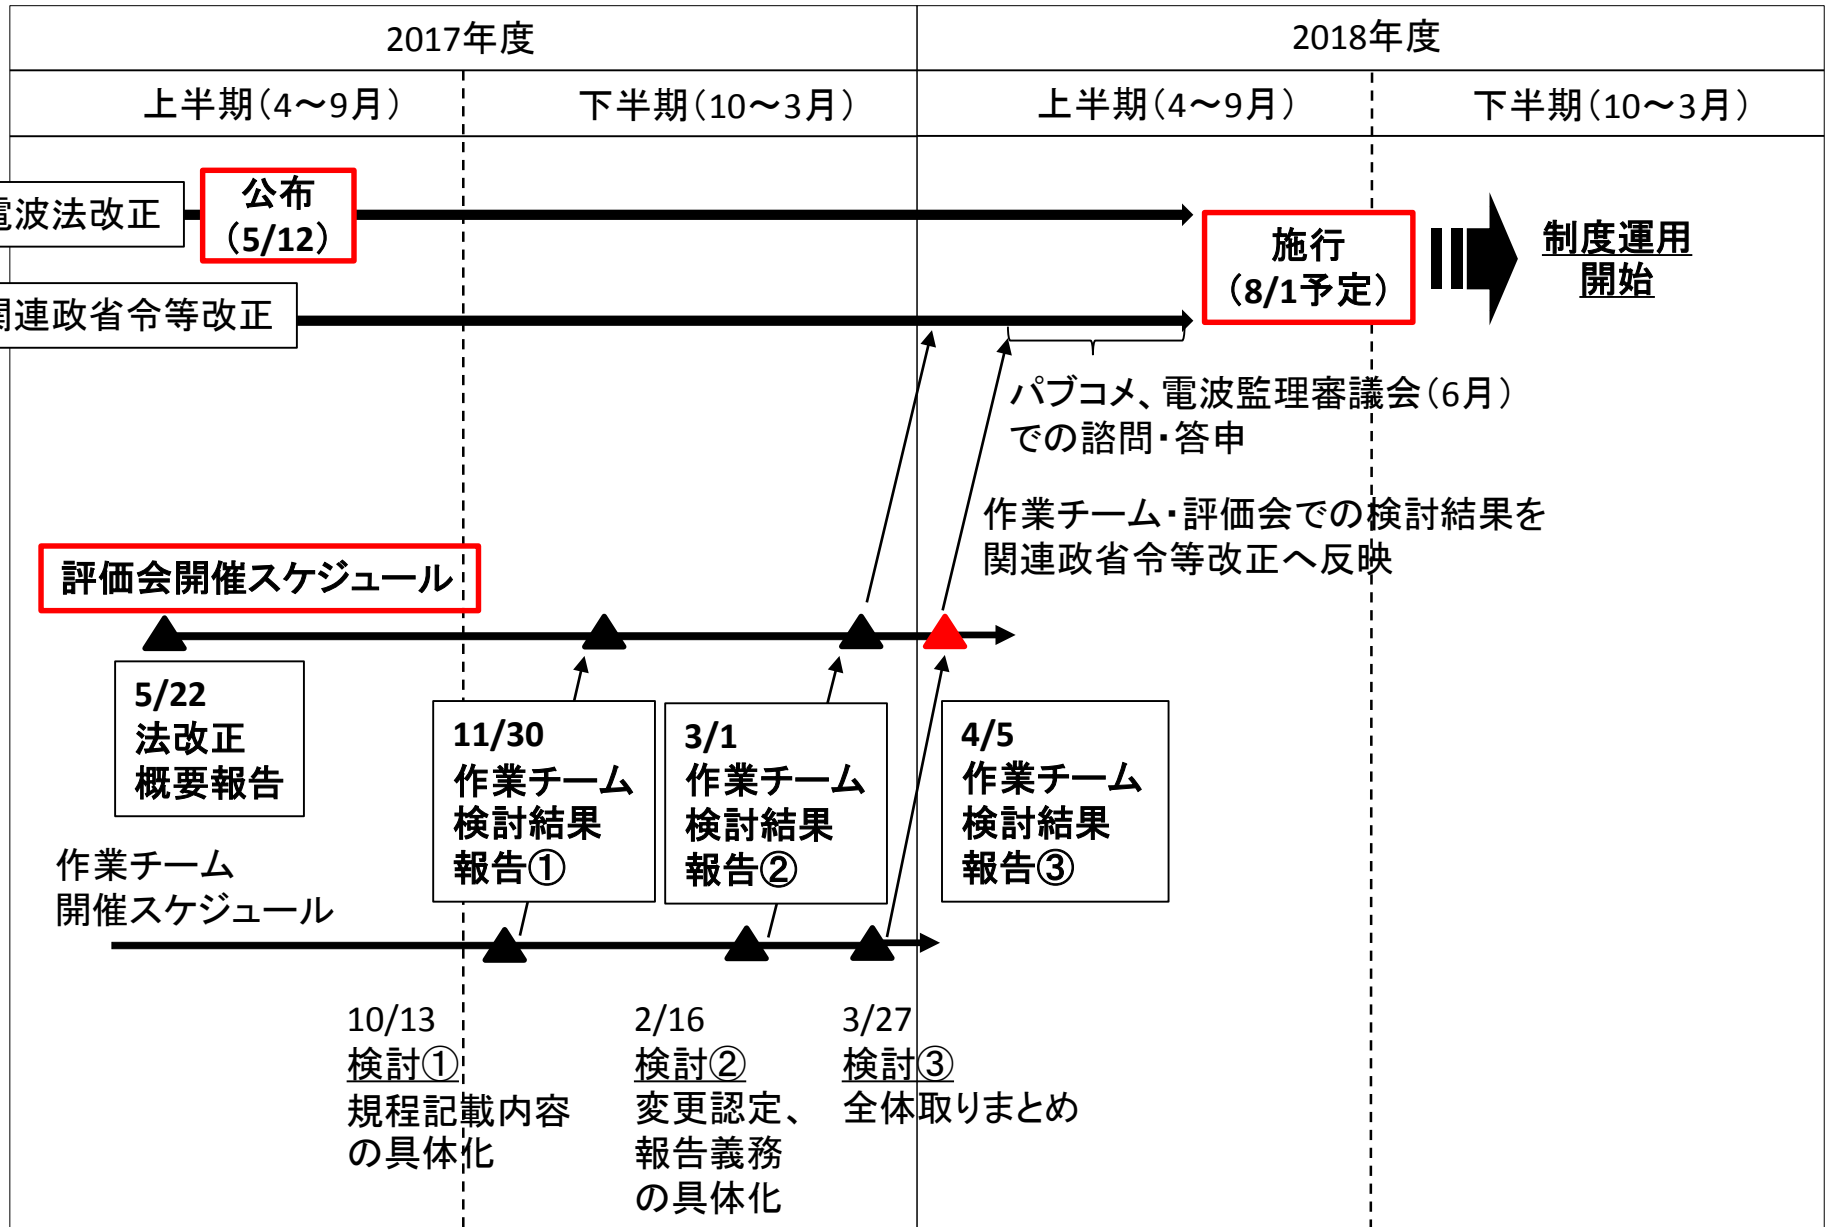 2017年度
2018年度
上半期(4～9月)
下半期(10～3月)
上半期(4～9月)
下半期(10～3月)
電波法改正
公布
(5/12)
施行
(8/1予定)
制度運用
開始
関連政省令等改正
パブコメ、電波監理審議会(6月)
での諮問・答申
作業チーム・評価会での検討結果を
関連政省令等改正へ反映
評価会開催スケジュール
5/22
法改正
概要報告
11/30
作業チーム
検討結果
報告①
3/1
作業チーム
検討結果
報告②
4/5
作業チーム
検討結果
報告③
作業チーム
開催スケジュール
10/13
検討①
規程記載内容
の具体化
2/16
検討②
変更認定、
報告義務
の具体化
3/27
検討③
全体取りまとめ